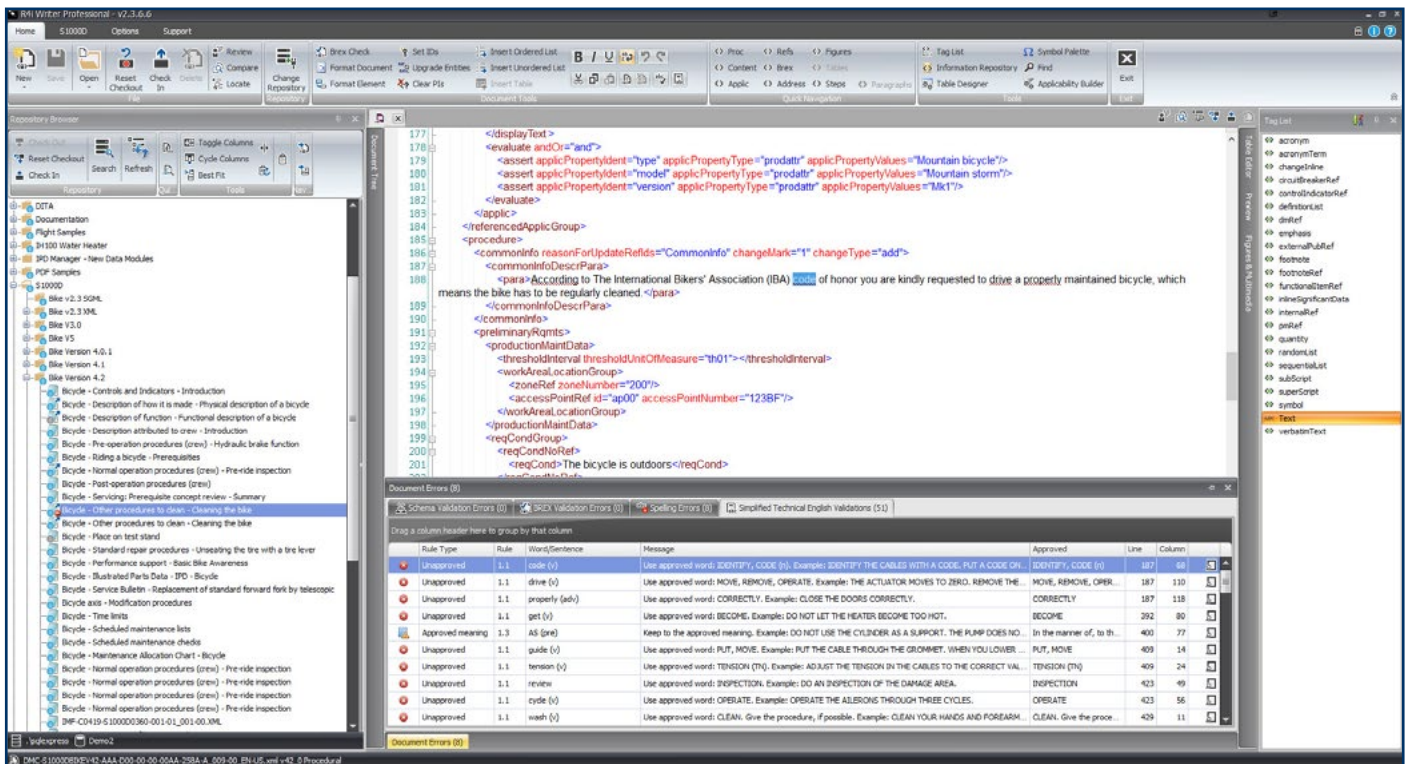 R4i Writer Professional - v2.3.6.6
Home S1000D Options Support
New Save Open Reset Checkout Check In Delete Review Compare Locate
File
Change Repository
Repository
Brex Check Set IDs Insert Ordered List
Format Document Upgrade Entities Insert Unordered List
Format Element Clear PIs Insert Table
B I U
Document Tools
Proc Refs Figures
Content Brex Tables
Applic Address Steps Paragraphs
Quick Navigation
Tag List Symbol Palette
Information Repository Find
Table Designer Applicability Builder
Tools
Exit
Exit
Repository Browser
Check Out
Reset Checkout
Check In
Search Refresh
Toggle Columns
Cycle Columns
Best Fit
Repository Qui... Tools Nav...
DITA
Documentation
Flight Samples
IH100 Water Heater
IPD Manager - New Data Modules
PDF Samples
S1000D
Bike v2.3 SGML
Bike v2.3 XML
Bike V3.0
Bike V5
Bike Version 4.0.1
Bike Version 4.1
Bike Version 4.2
Bicycle - Controls and Indicators - Introduction
Bicycle - Description of how it is made - Physical description of a bicycle
Bicycle - Description of function - Functional description of a bicycle
Bicycle - Description attributed to crew - Introduction
Bicycle - Pre-operation procedures (crew) - Hydraulic brake function
Bicycle - Riding a bicycle - Prerequisites
Bicycle - Normal operation procedures (crew) - Pre-ride inspection
Bicycle - Post-operation procedures (crew)
Bicycle - Servicing: Prerequisite concept review - Summary
Bicycle - Other procedures to clean - Cleaning the bike
Bicycle - Other procedures to clean - Cleaning the bike
Bicycle - Place on test stand
Bicycle - Standard repair procedures - Unseating the tire with a tire lever
Bicycle - Performance support - Basic Bike Awareness
Bicycle - Illustrated Parts Data - IPD - Bicycle
Bicycle - Service Bulletin - Replacement of standard forward fork by telescopic
Bicycle axis - Modification procedures
Bicycle - Time limits
Bicycle - Scheduled maintenance lists
Bicycle - Scheduled maintenance checks
Bicycle - Maintenance Allocation Chart - Bicycle
Bicycle - Normal operation procedures (crew) - Pre-ride inspection
Bicycle - Normal operation procedures (crew) - Pre-ride inspection
Bicycle - Normal operation procedures (crew) - Pre-ride inspection
Bicycle - Normal operation procedures (crew) - Pre-ride inspection
IMF-C0419-S1000D0360-001-01_001-00.XML
.\sqlexpress Demo2
Document Tree
177 </displayText>
178 <evaluate andOr="and">
179 <assert applicPropertyIdent="type" applicPropertyType="prodattr" applicPropertyValues="Mountain bicycle"/>
180 <assert applicPropertyIdent="model" applicPropertyType="prodattr" applicPropertyValues="Mountain storm"/>
181 <assert applicPropertyIdent="version" applicPropertyType="prodattr" applicPropertyValues="Mk1"/>
182 </evaluate>
183 </applic>
184 </referencedApplicGroup>
185 <procedure>
186 <commonInfo reasonForUpdateRefIds="CommonInfo" changeMark="1" changeType="add">
187 <commonInfoDescrPara>
188 <para>According to The International Bikers' Association (IBA) code of honor you are kindly requested to drive a properly maintained bicycle, which
means the bike has to be regularly cleaned.</para>
189 </commonInfoDescrPara>
190 </commonInfo>
191 <preliminaryRqmts>
192 <productionMaintData>
193 <thresholdInterval thresholdUnitOfMeasure="th01"></thresholdInterval>
194 <workAreaLocationGroup>
195 <zoneRef zoneNumber="200"/>
196 <accessPointRef id="ap00" accessPointNumber="123BF"/>
197 </workAreaLocationGroup>
198 </productionMaintData>
199 <reqCondGroup>
200 <reqCondNoRef>
201 <reqCond>The bicycle is outdoors</reqCond>
Table Editor
Preview
Figures & Multimedia
Tag List
acronym
acronymTerm
changeInline
circuitBreakerRef
controlIndicatorRef
definitionList
dmRef
emphasis
externalPubRef
footnote
footnoteRef
functionalItemRef
inlineSignificantData
internalRef
pmRef
quantity
randomList
sequentialList
subScript
superScript
symbol
Text
verbatimText
Document Errors (8)
Schema Validation Errors (0) BREX Validation Errors (0) Spelling Errors (8) Simplified Technical English Validations (51)
Drag a column header here to group by that column
Rule Type Rule Word/Sentence Message Approved Line Column
Unapproved 1.1 code (v) Use approved word: IDENTIFY, CODE (n). Example: IDENTIFY THE CABLES WITH A CODE. PUT A CODE ON... IDENTIFY, CODE (n) 187 68
Unapproved 1.1 drive (v) Use approved word: MOVE, REMOVE, OPERATE. Example: THE ACTUATOR MOVES TO ZERO. REMOVE THE... MOVE, REMOVE, OPER... 187 110
Unapproved 1.1 properly (adv) Use approved word: CORRECTLY. Example: CLOSE THE DOORS CORRECTLY. CORRECTLY 187 118
Unapproved 1.1 get (v) Use approved word: BECOME. Example: DO NOT LET THE HEATER BECOME TOO HOT. BECOME 392 80
Approved meaning 1.3 AS (pre) Keep to the approved meaning. Example: DO NOT USE THE CYLINDER AS A SUPPORT. THE PUMP DOES NO... In the manner of, to th... 400 77
Unapproved 1.1 guide (v) Use approved word: PUT, MOVE. Example: PUT THE CABLE THROUGH THE GROMMET. WHEN YOU LOWER ... PUT, MOVE 409 14
Unapproved 1.1 tension (v) Use approved word: TENSION (TN). Example: ADJUST THE TENSION IN THE CABLES TO THE CORRECT VAL... TENSION (TN) 409 24
Unapproved 1.1 review Use approved word: INSPECTION. Example: DO AN INSPECTION OF THE DAMAGE AREA. INSPECTION 423 49
Unapproved 1.1 cycle (v) Use approved word: OPERATE. Example: OPERATE THE AILERONS THROUGH THREE CYCLES. OPERATE 423 56
Unapproved 1.1 wash (v) Use approved word: CLEAN. Give the procedure, if possible. Example: CLEAN YOUR HANDS AND FOREARM... CLEAN. Give the proce... 429 11
Document Errors (8)
DMC-S1000DBIKEV42-AAA-D00-00-00-00AA-258A-A_009-00_EN-US.xml v42_0 Procedural